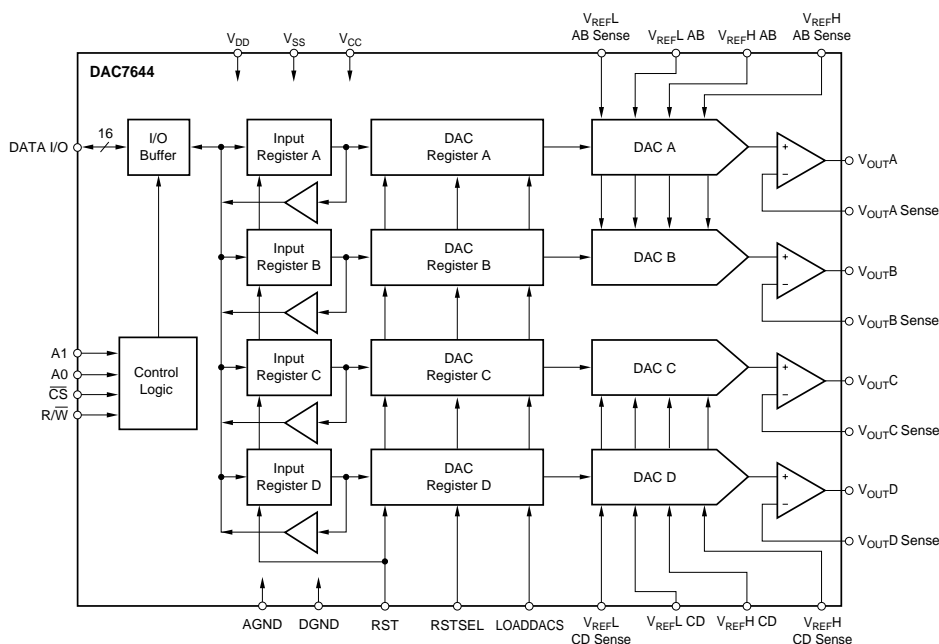 VREFL
AB Sense
VREFL AB
VREFH AB
VREFH
AB Sense
VDD
VSS
VCC
DAC7644
DATA I/O
16
I/O
Buffer
Input
Register A
DAC
Register A
DAC A
+
–
VOUTA
VOUTA Sense
Input
Register B
DAC
Register B
DAC B
+
–
VOUTB
VOUTB Sense
A1
A0
C̅S̅
R/W̅
Control
Logic
Input
Register C
DAC
Register C
DAC C
+
–
VOUTC
VOUTC Sense
Input
Register D
DAC
Register D
DAC D
+
–
VOUTD
VOUTD Sense
AGND
DGND
RST
RSTSEL
LOADDACS
VREFL
CD Sense
VREFL CD
VREFH CD
VREFH
CD Sense